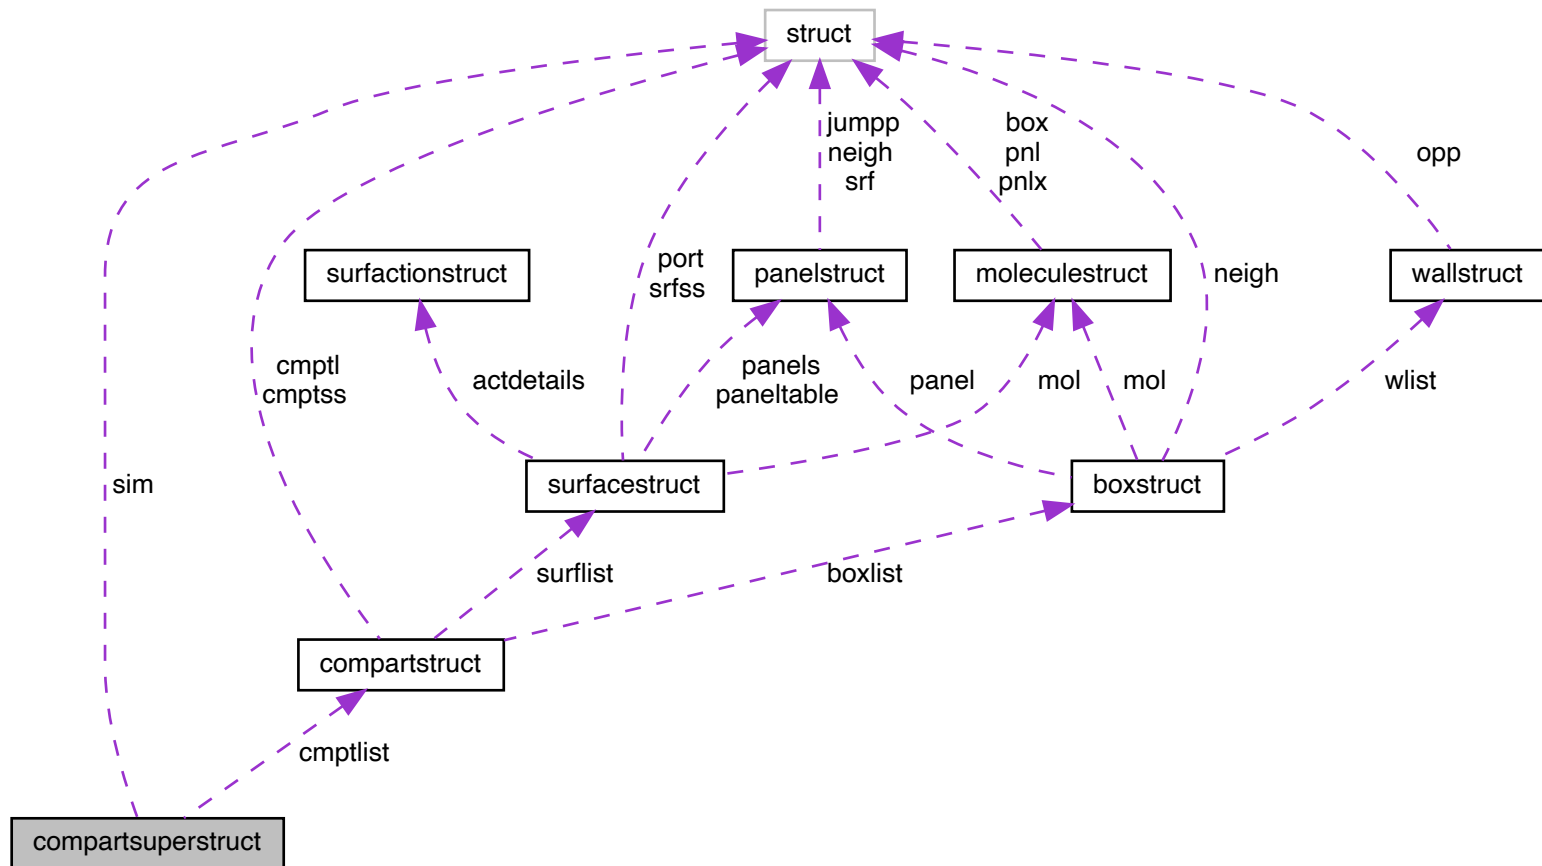 struct
jumpp
neigh
srf
box
pnl
pnlx
opp
surfactionstruct
port
srfss
panelstruct
moleculestruct
neigh
wallstruct
cmptl
cmptss
actdetails
panels
paneltable
panel
mol
mol
wlist
sim
surfacestruct
boxstruct
surflist
boxlist
compartstruct
cmptlist
compartsuperstruct